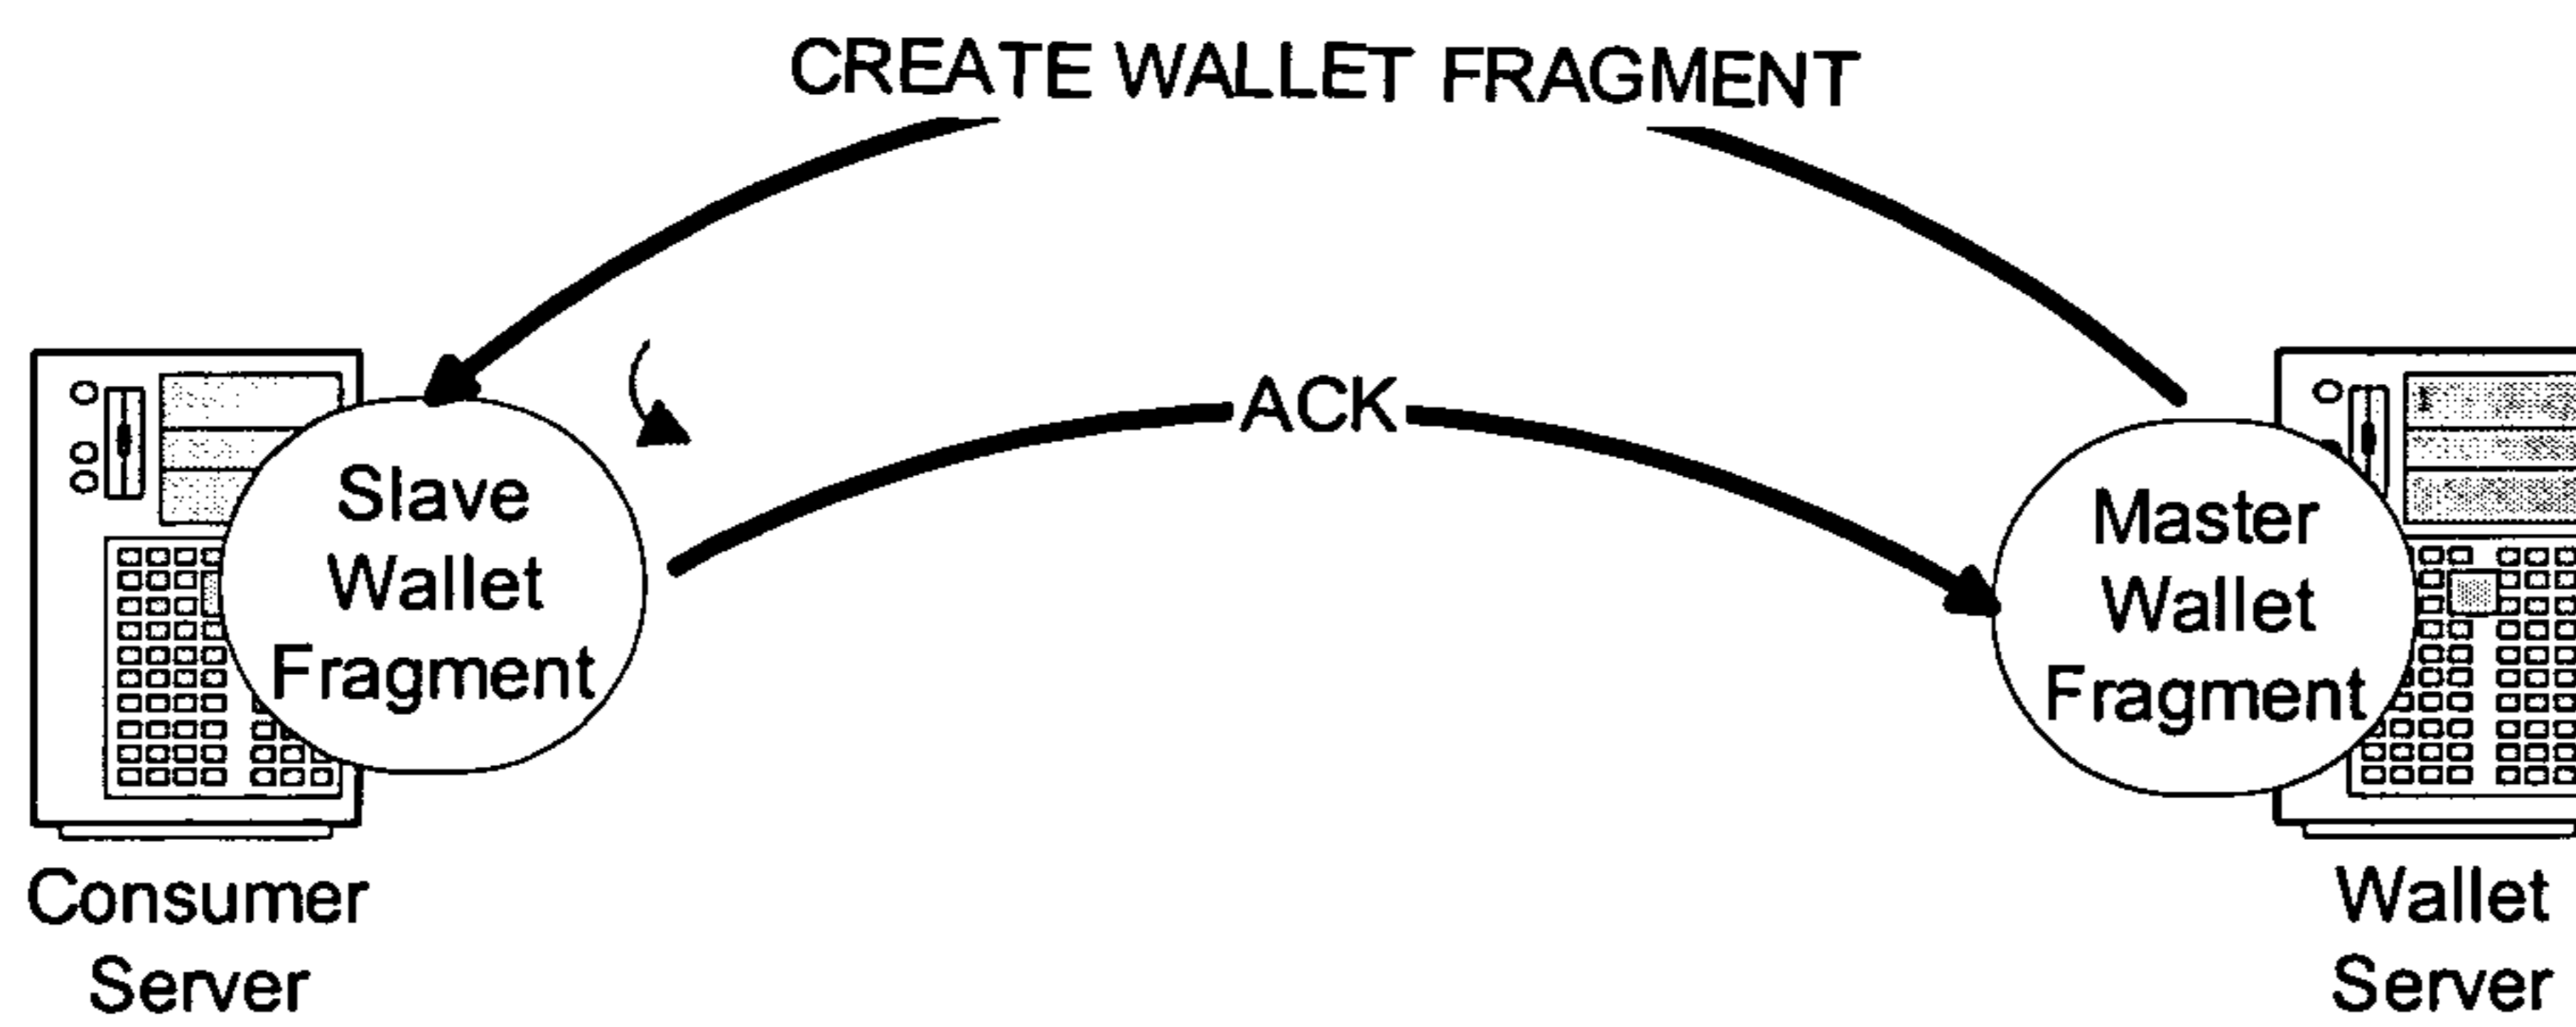 CREATE WALLET FRAGMENT
ACK
Slave
Wallet
Fragment
Master
Wallet
Fragment
Consumer
Server
Wallet
Server